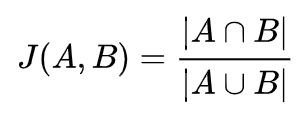 J(A, B) = |A ∩ B| / |A ∪ B|